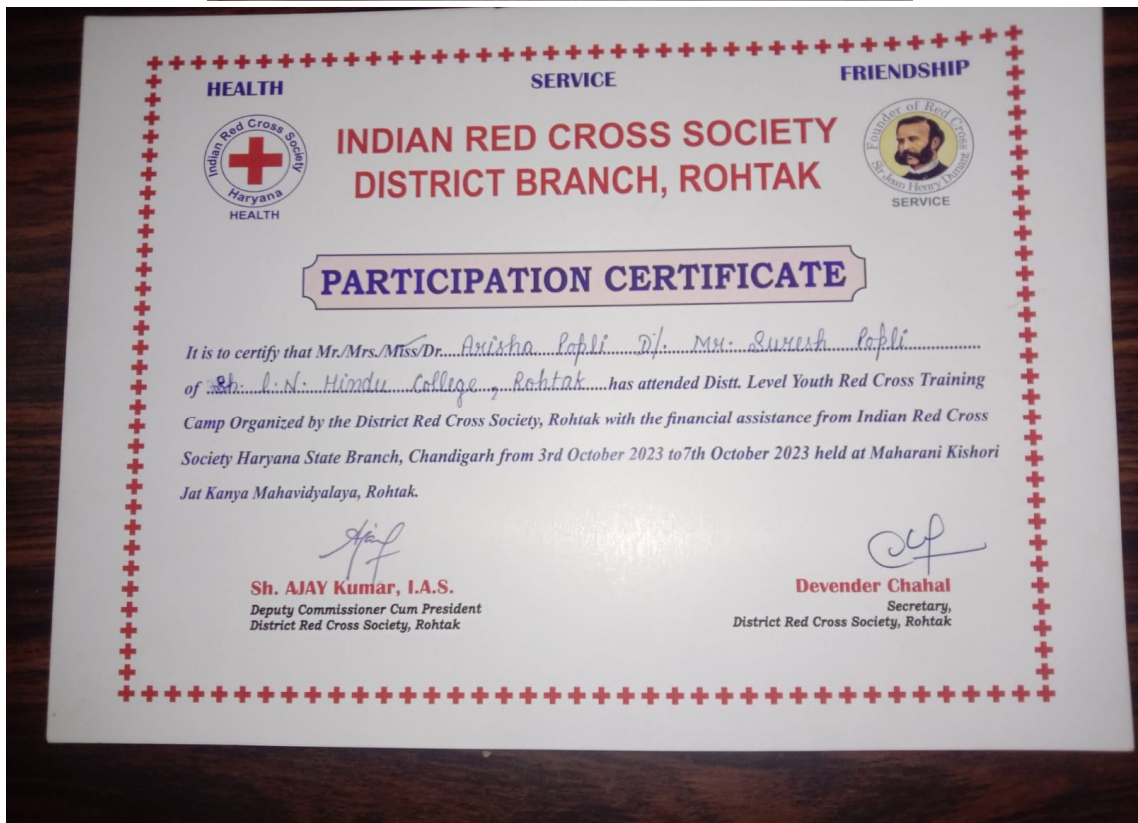 HEALTH SERVICE FRIENDSHIP
Indian Red Cross Society
Haryana
HEALTH
INDIAN RED CROSS SOCIETY
DISTRICT BRANCH, ROHTAK
Founder of Red Cross
Sir Jean Henry Dunant
SERVICE
PARTICIPATION CERTIFICATE
It is to certify that Mr./Mrs./Miss/Dr. Arisha Popli D/. Mr. Suresh Popli
of Sh. L.N. Hindu College, Rohtak has attended Distt. Level Youth Red Cross Training
Camp Organized by the District Red Cross Society, Rohtak with the financial assistance from Indian Red Cross
Society Haryana State Branch, Chandigarh from 3rd October 2023 to7th October 2023 held at Maharani Kishori
Jat Kanya Mahavidyalaya, Rohtak.
Sh. AJAY Kumar, I.A.S.
Deputy Commissioner Cum President
District Red Cross Society, Rohtak
Devender Chahal
Secretary,
District Red Cross Society, Rohtak